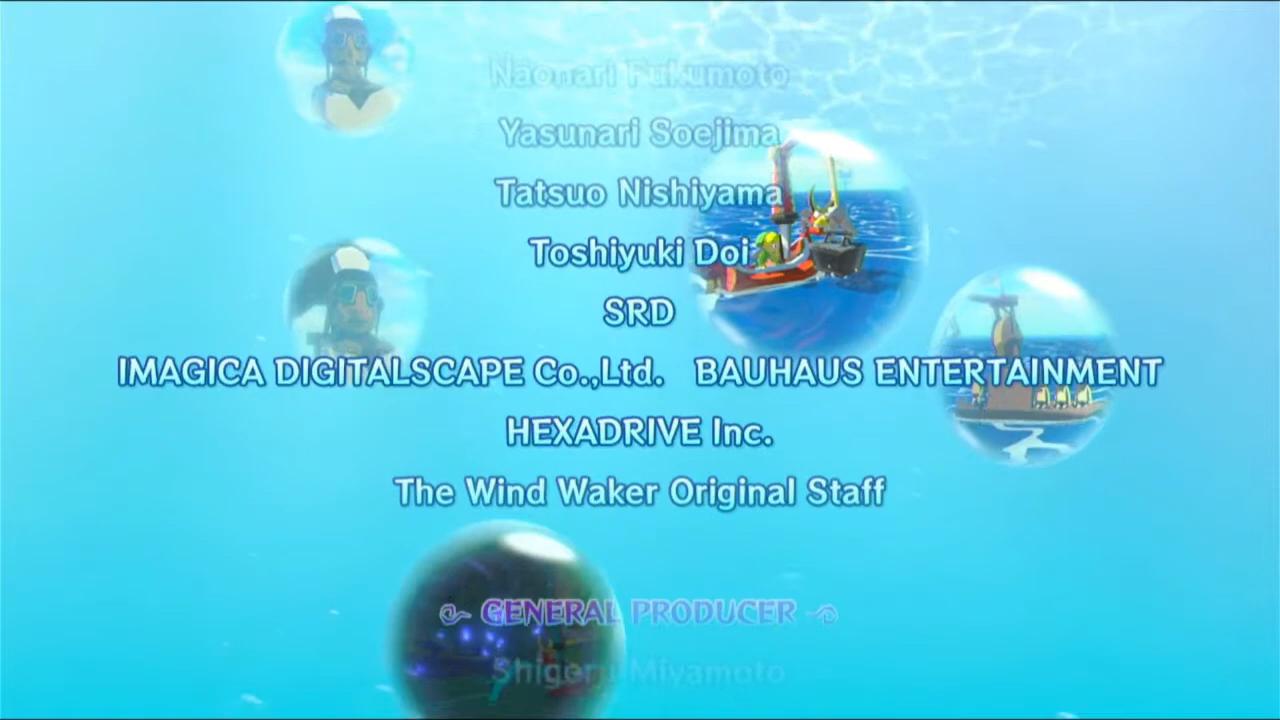 Naonari Fukumoto
Yasunari Soejima
Tatsuo Nishiyama
Toshiyuki Doi
SRD
IMAGICA DIGITALSCAPE Co.,Ltd. BAUHAUS ENTERTAINMENT
HEXADRIVE Inc.
The Wind Waker Original Staff
GENERAL PRODUCER
Shigeru Miyamoto